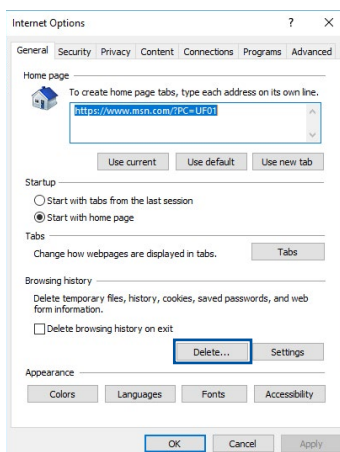 Internet Options ? X
General Security Privacy Content Connections Programs Advanced
Home page
To create home page tabs, type each address on its own line.
https://www.msn.com/?PC=UF01
Use current Use default Use new tab
Startup
Start with tabs from the last session
Start with home page
Tabs
Change how webpages are displayed in tabs. Tabs
Browsing history
Delete temporary files, history, cookies, saved passwords, and web
form information.
Delete browsing history on exit
Delete... Settings
Appearance
Colors Languages Fonts Accessibility
OK Cancel Apply